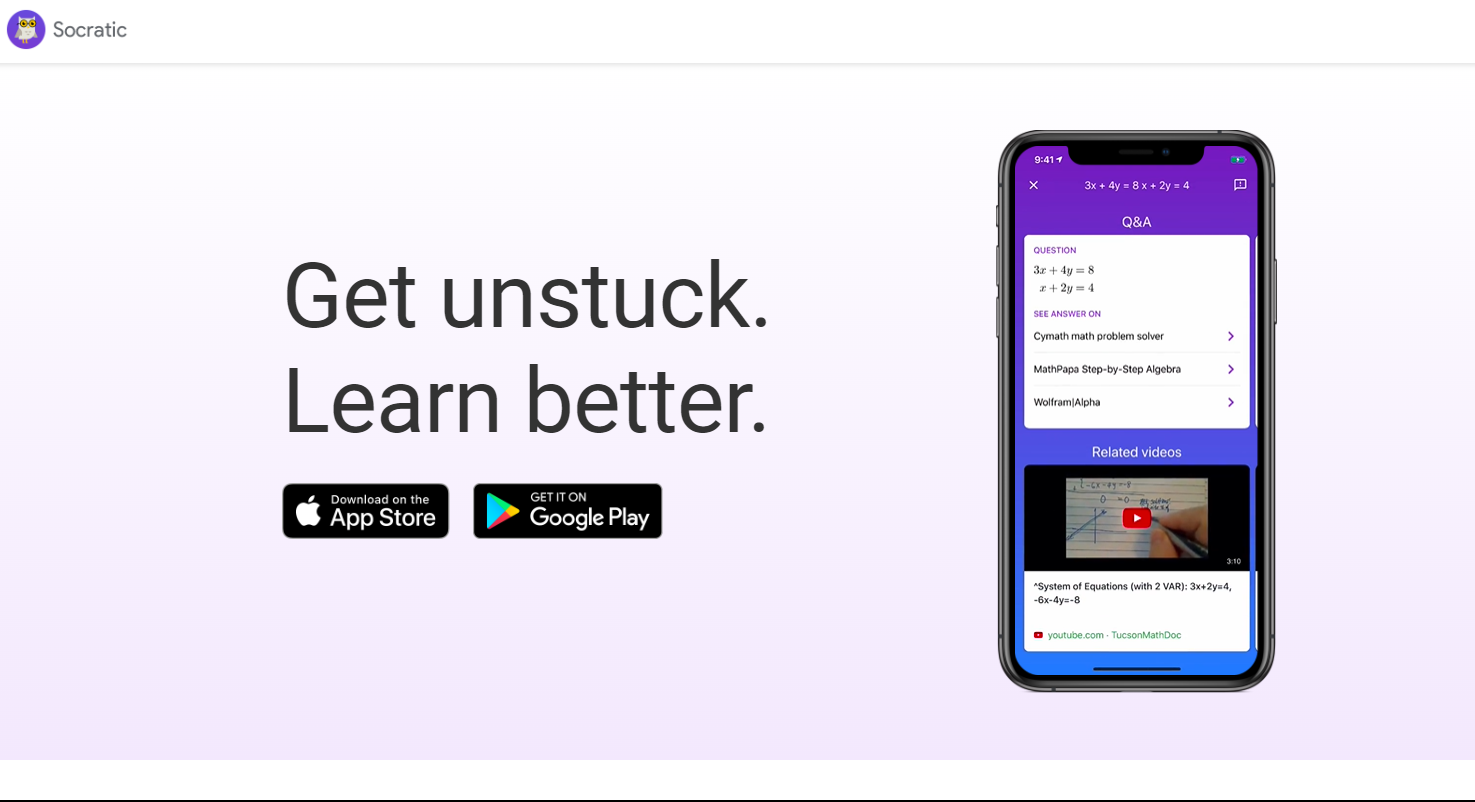 Socratic
Get unstuck.
Learn better.
Download on the
App Store
GET IT ON
Google Play
9:41
3x + 4y = 8 x + 2y = 4
Q&A
QUESTION
3x + 4y = 8
x + 2y = 4
SEE ANSWER ON
Cymath math problem solver
MathPapa Step-by-Step Algebra
Wolfram|Alpha
Related videos
3:10
^System of Equations (with 2 VAR): 3x+2y=4,
-6x-4y=-8
youtube.com · TucsonMathDoc